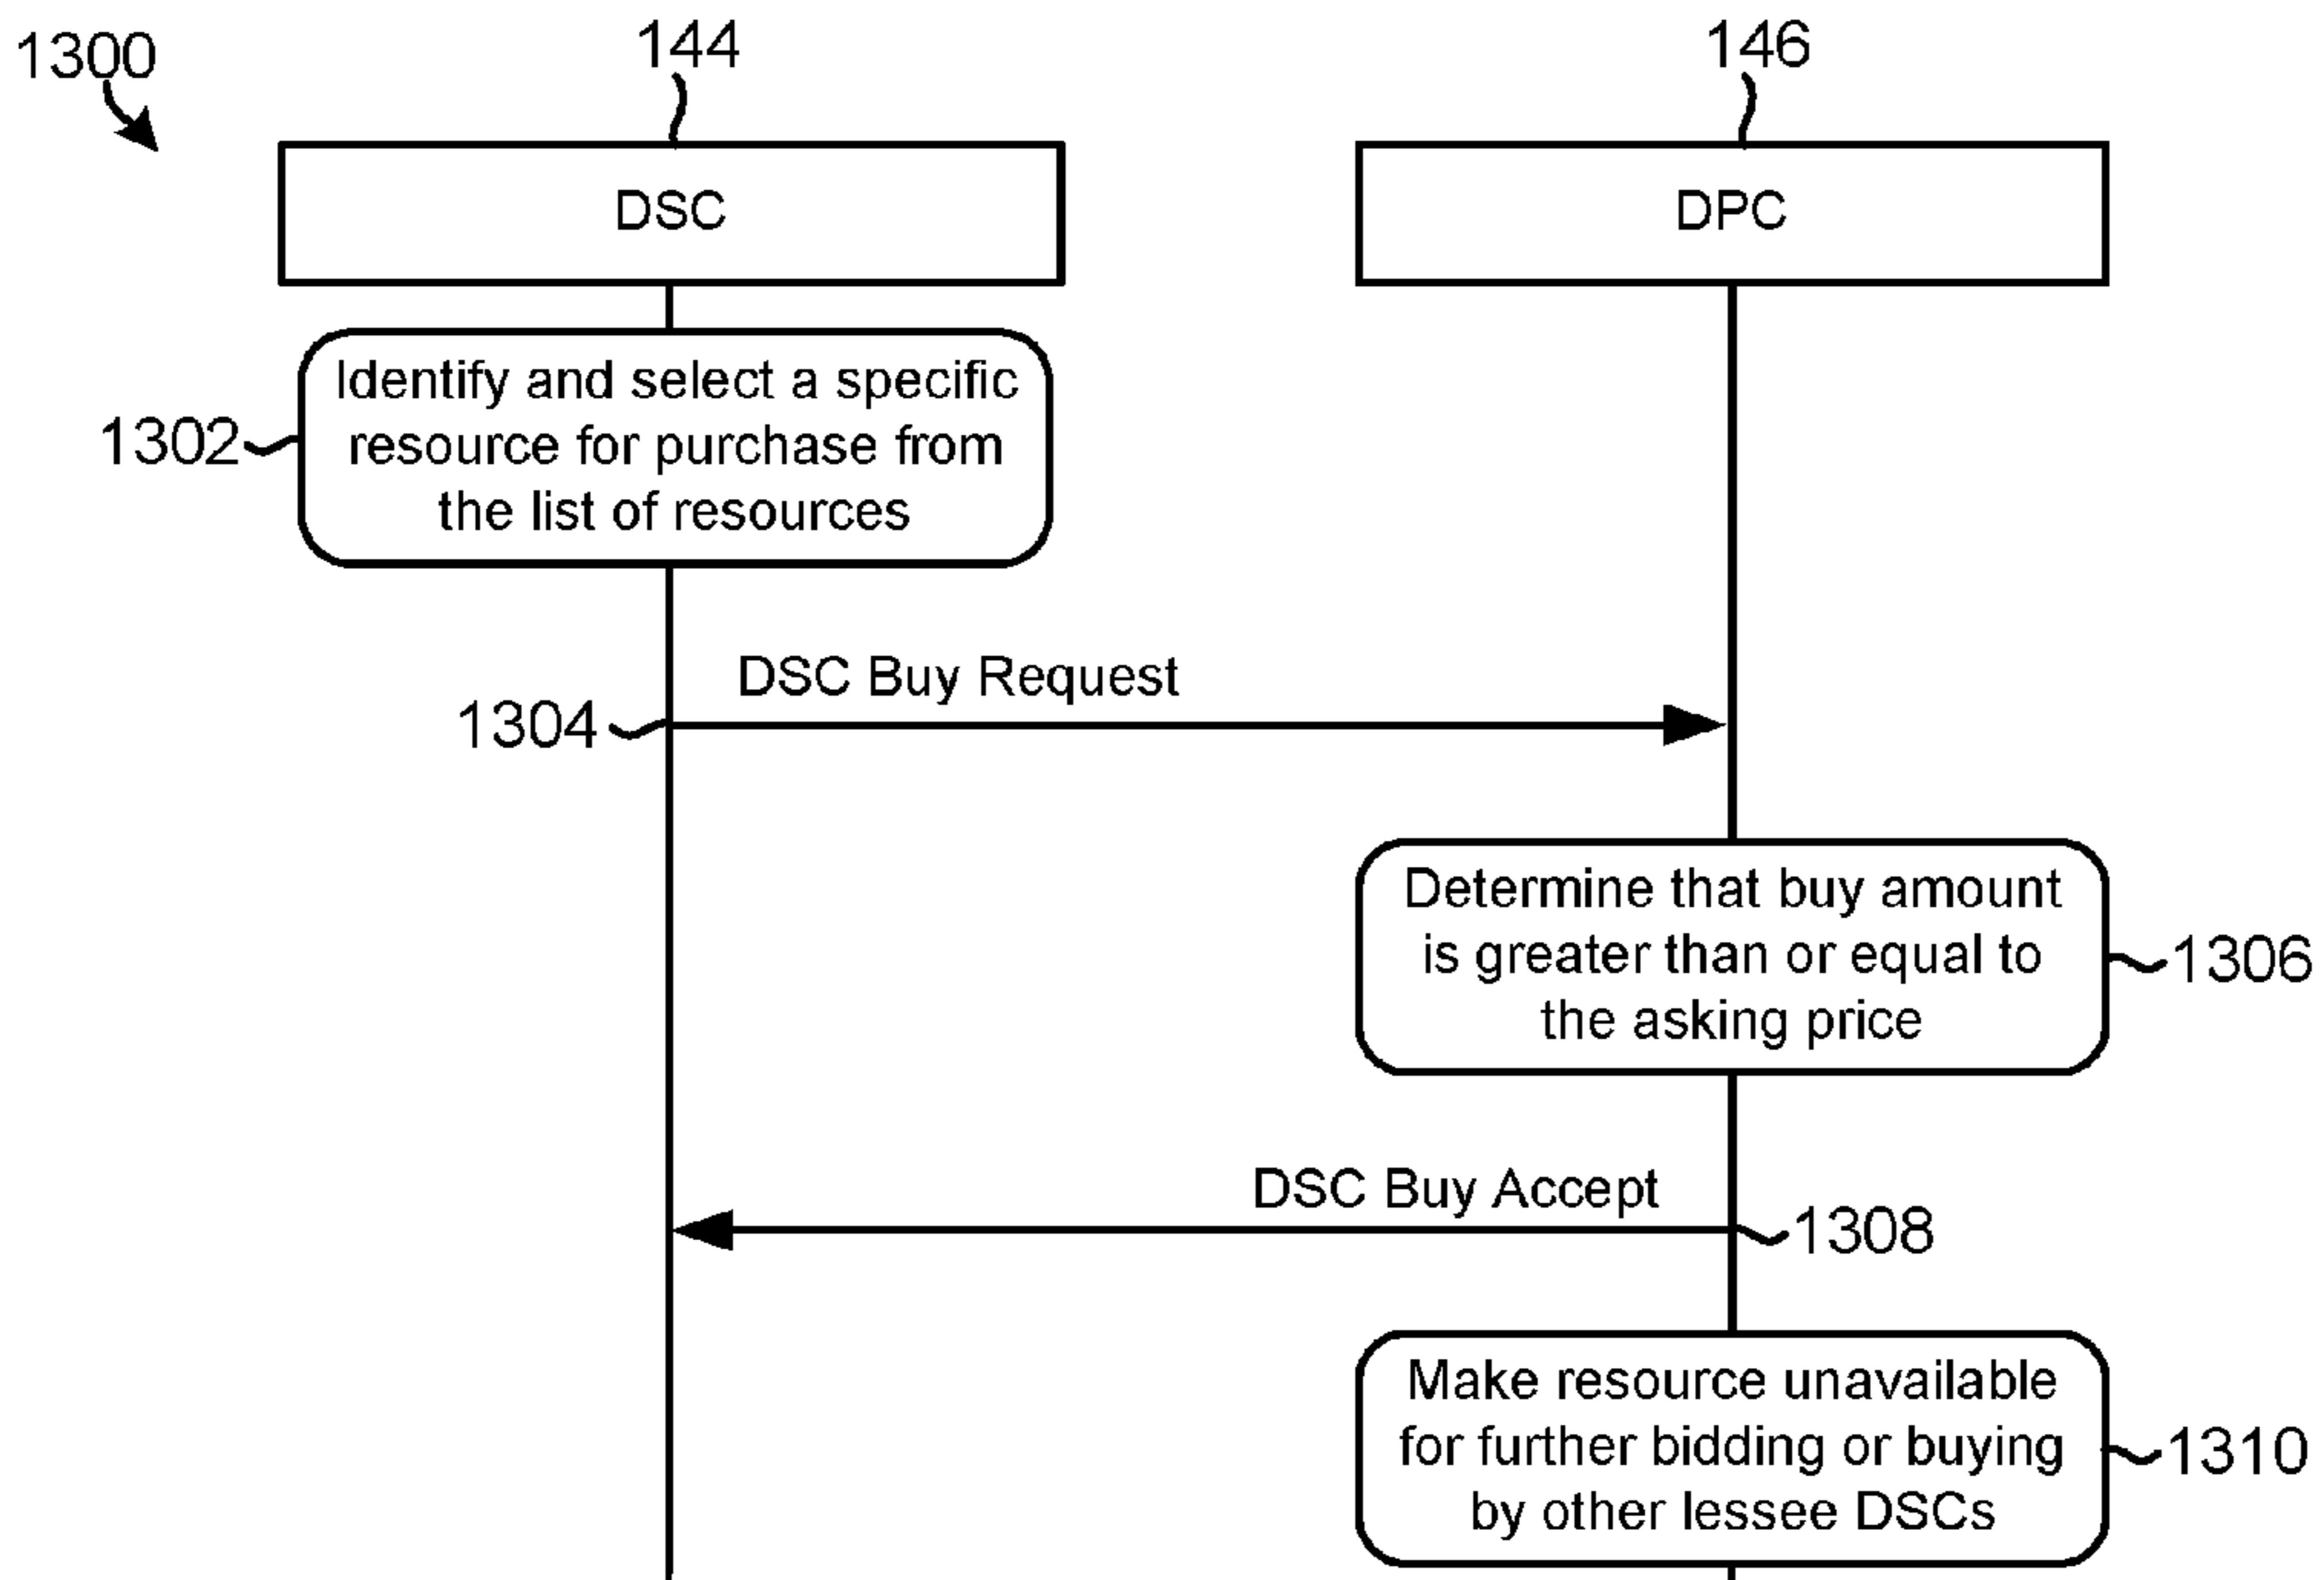 1300
144
146
DSC
DPC
Identify and select a specific
resource for purchase from
the list of resources
1302
DSC Buy Request
1304
Determine that buy amount
is greater than or equal to
the asking price
1306
DSC Buy Accept
1308
Make resource unavailable
for further bidding or buying
by other lessee DSCs
1310